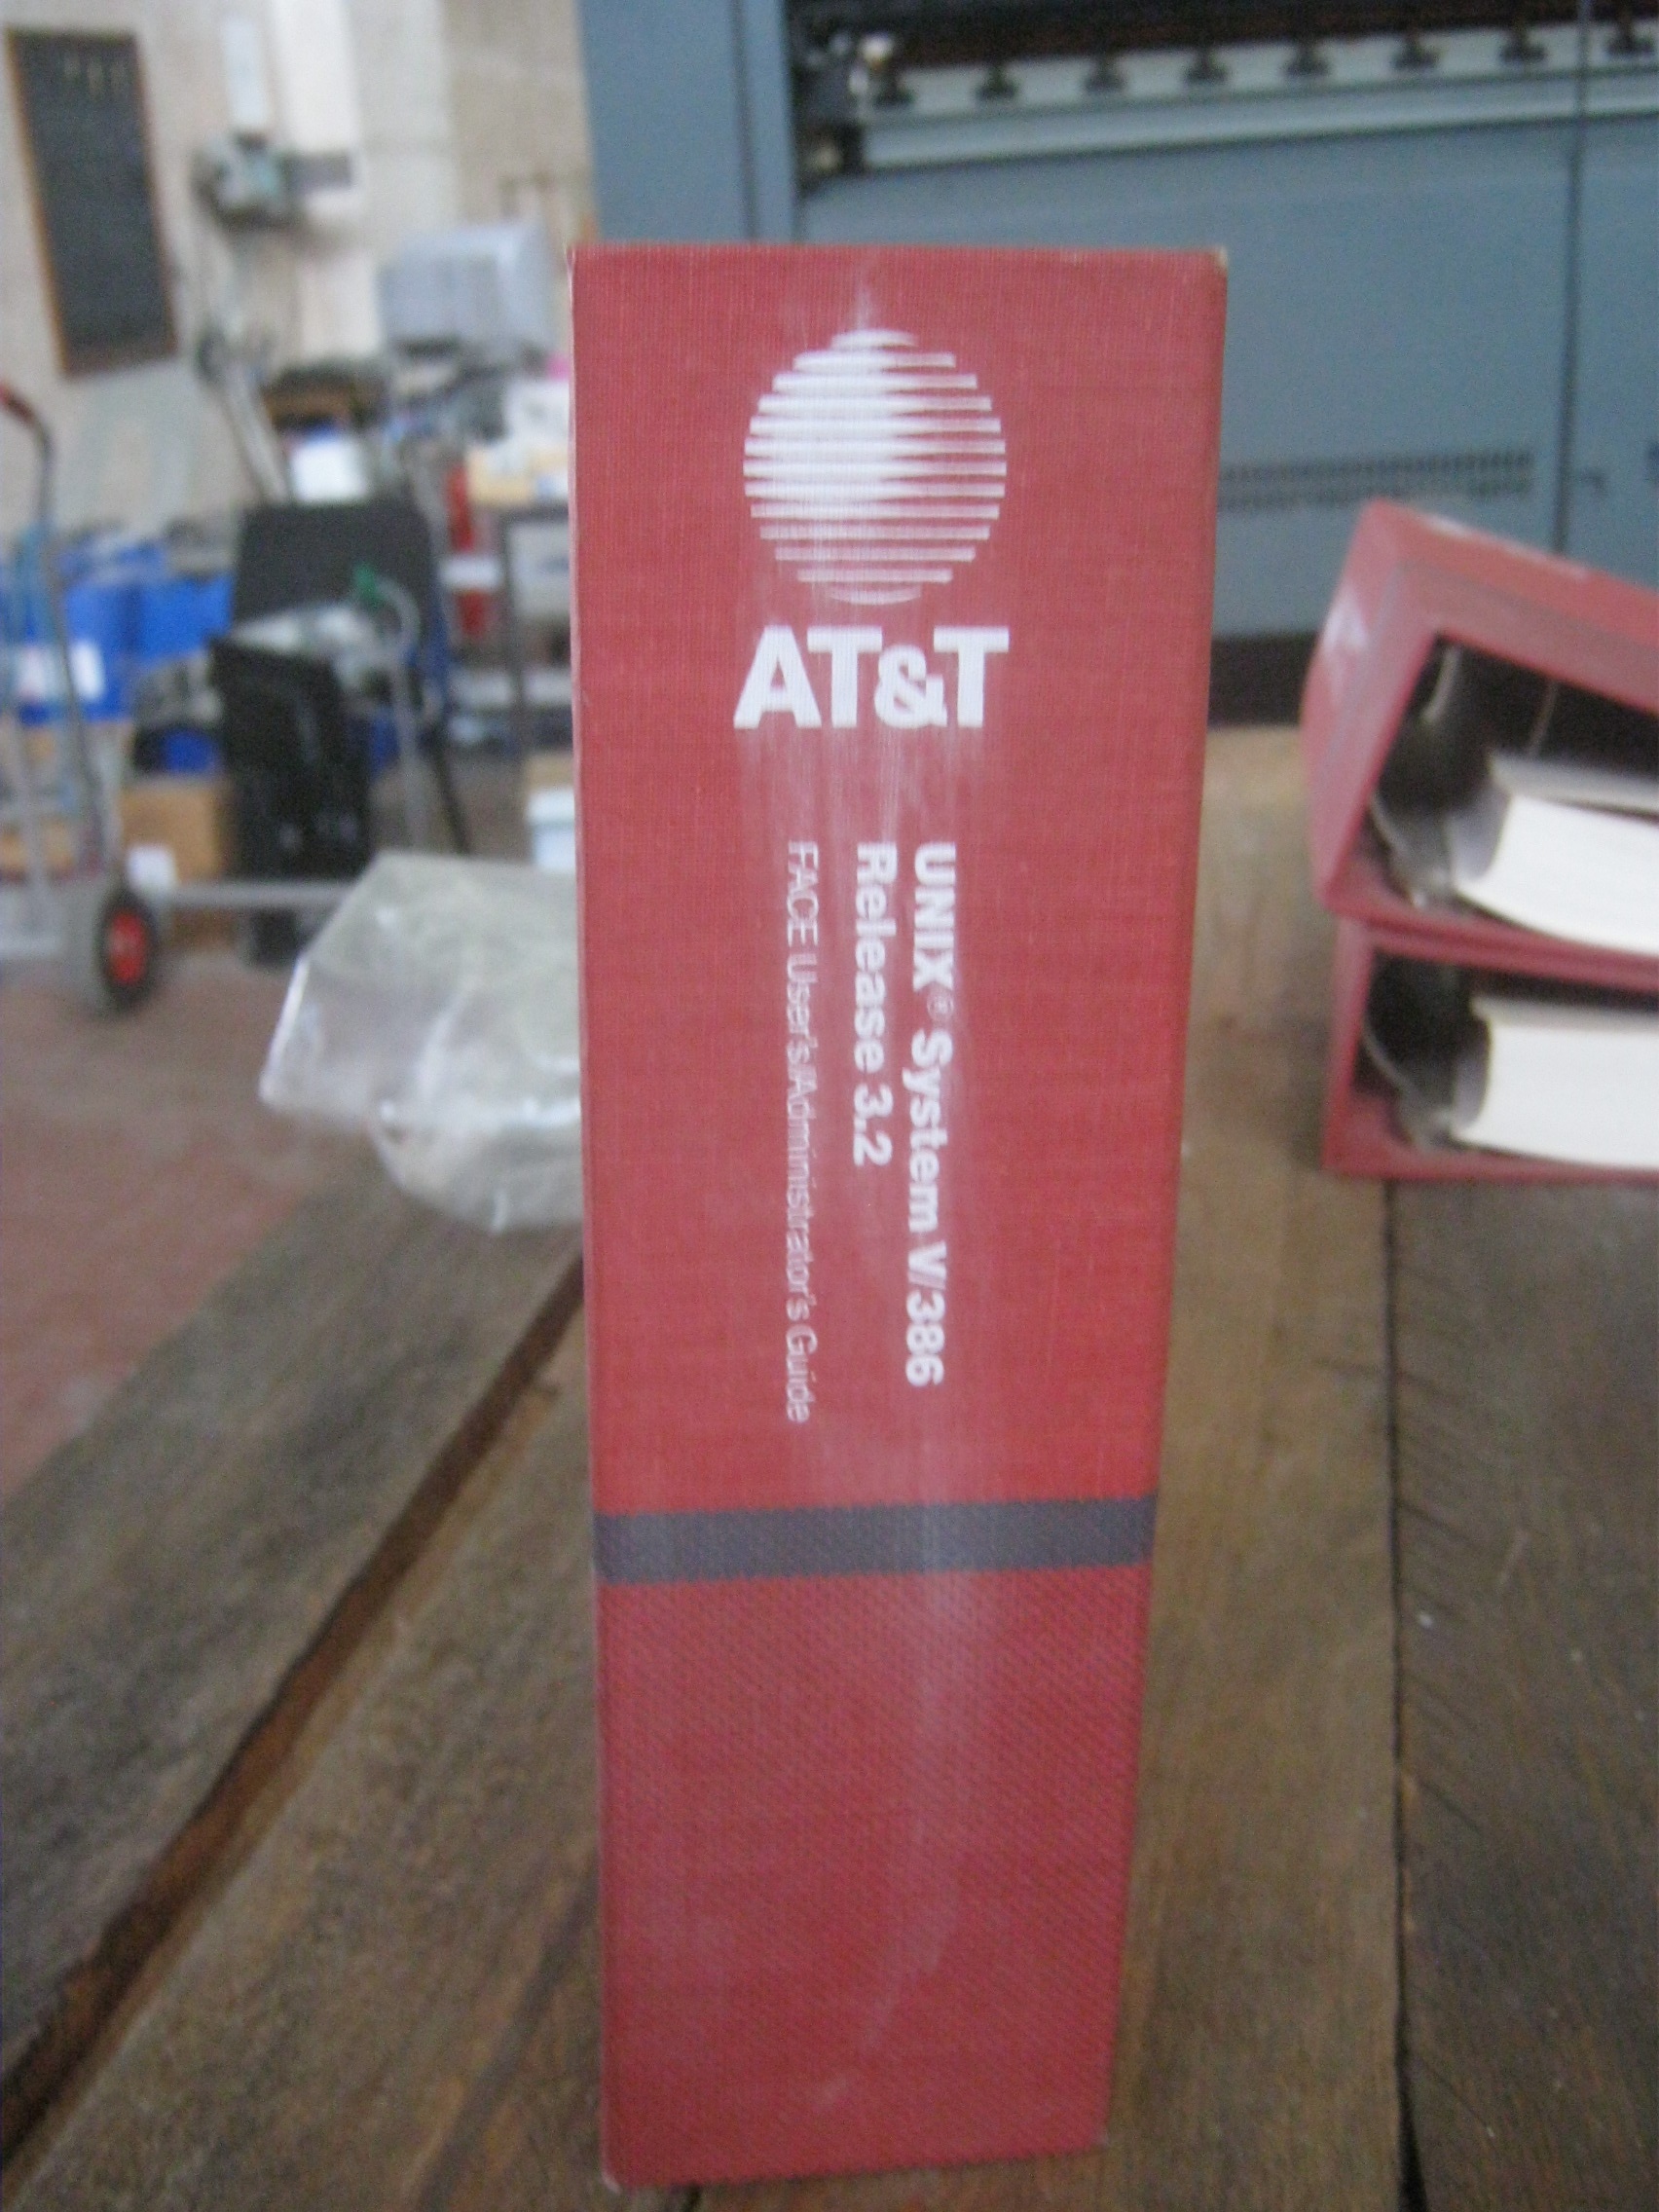 AT&T
UNIX® System V/386
Release 3.2
FACE User's/Administrator's Guide